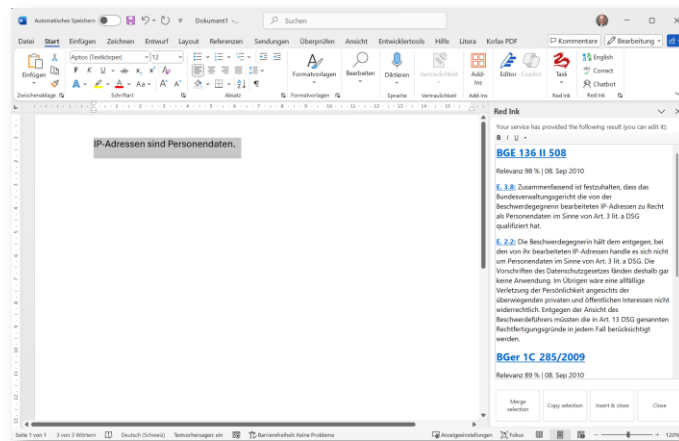 Automatisches Speichern
Dokument1 -...
Suchen
Datei Start Einfügen Zeichnen Entwurf Layout Referenzen Sendungen Überprüfen Ansicht Entwicklertools Hilfe Litera Kofax PDF
Kommentare Bearbeitung
Aptos (Textkörper) 12
English
Correct
Chatbot
Einfügen
F K U
Formatvorlagen Bearbeiten Diktieren Vertraulichkeit Add-Ins Editor Copilot Task
Zwischenablage Schriftart Absatz Formatvorlagen Sprache Vertraulichkeit Add-Ins Red Ink Red Ink
IP-Adressen sind Personendaten.
Red Ink
Your service has provided the following result (you can edit it):
B I U
BGE 136 II 508
Relevanz 98 % | 08. Sep 2010
E. 3.8: Zusammenfassend ist festzuhalten, dass das
Bundesverwaltungsgericht die von der
Beschwerdegegnerin bearbeiteten IP-Adressen zu Recht
als Personendaten im Sinne von Art. 3 lit. a DSG
qualifiziert hat.
E. 2.2: Die Beschwerdegegnerin hält dem entgegen, bei
den von ihr bearbeiteten IP-Adressen handle es sich nicht
um Personendaten im Sinne von Art. 3 lit. a DSG. Die
Vorschriften des Datenschutzgesetzes fänden deshalb gar
keine Anwendung. Im Übrigen wäre eine allfällige
Verletzung der Persönlichkeit angesichts der
überwiegenden privaten und öffentlichen Interessen nicht
widerrechtlich. Entgegen der Ansicht des
Beschwerdeführers müssten die in Art. 13 DSG genannten
Rechtfertigungsgründe in jedem Fall berücksichtigt
werden.
BGer 1C 285/2009
Relevanz 89 % | 08. Sep 2010
Merge selection
Copy selection
Insert & close
Close
Seite 1 von 1 3 von 3 Wörtern Deutsch (Schweiz) Textvorhersagen: ein Barrierefreiheit: Keine Probleme Anzeigeeinstellungen Fokus 120%